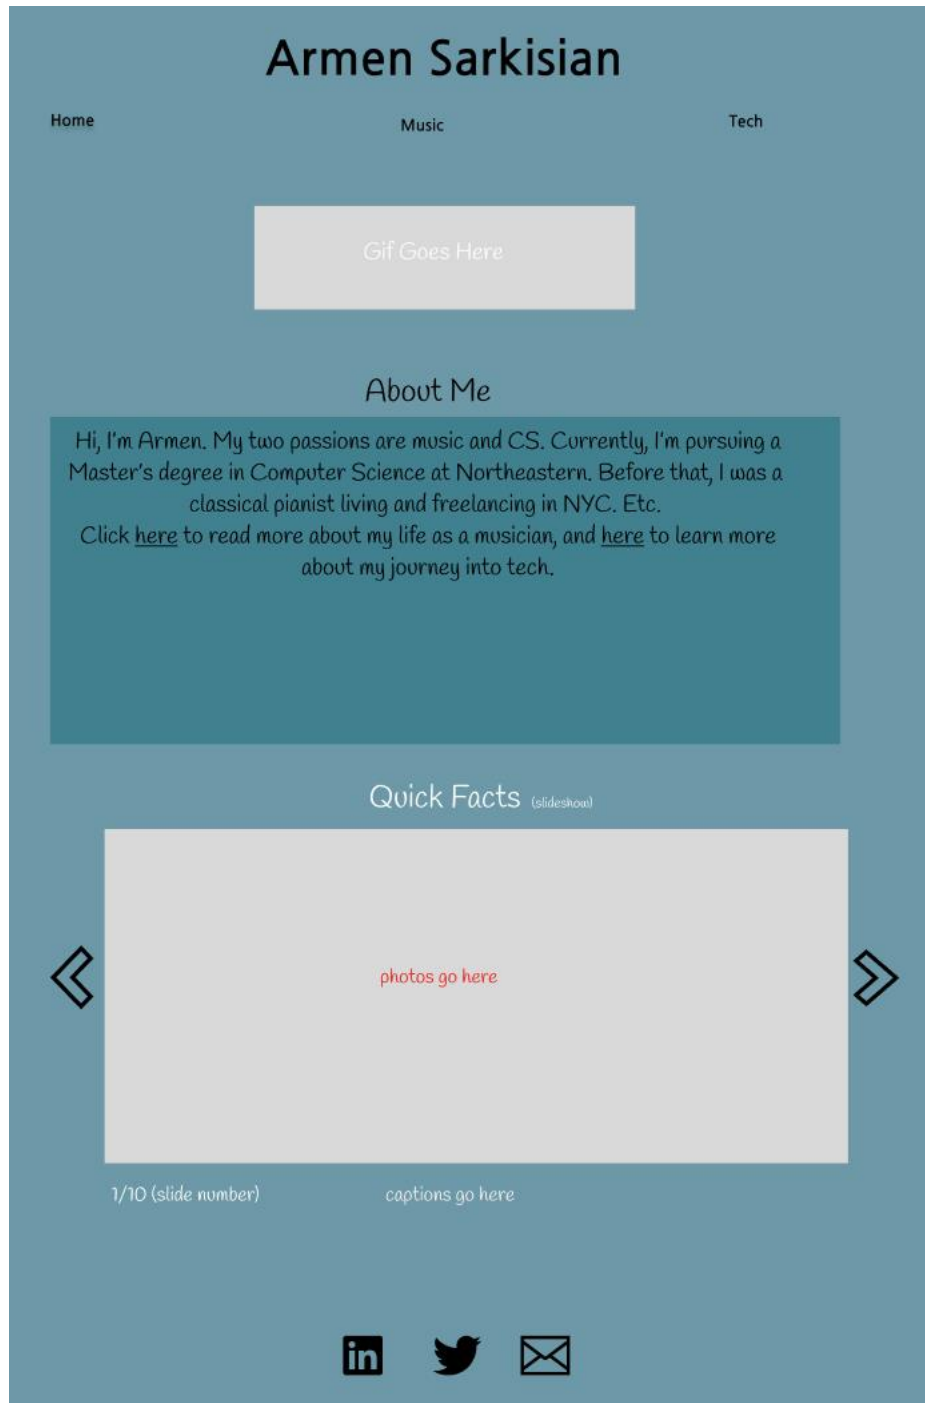 Armen Sarkisian
Home
Music
Tech
Gif Goes Here
About Me
Hi, I'm Armen. My two passions are music and CS. Currently, I'm pursuing a
Master's degree in Computer Science at Northeastern. Before that, I was a
classical pianist living and freelancing in NYC. Etc.
Click here to read more about my life as a musician, and here to learn more
about my journey into tech.
Quick Facts (slideshow)
photos go here
1/10 (slide number)
captions go here
in